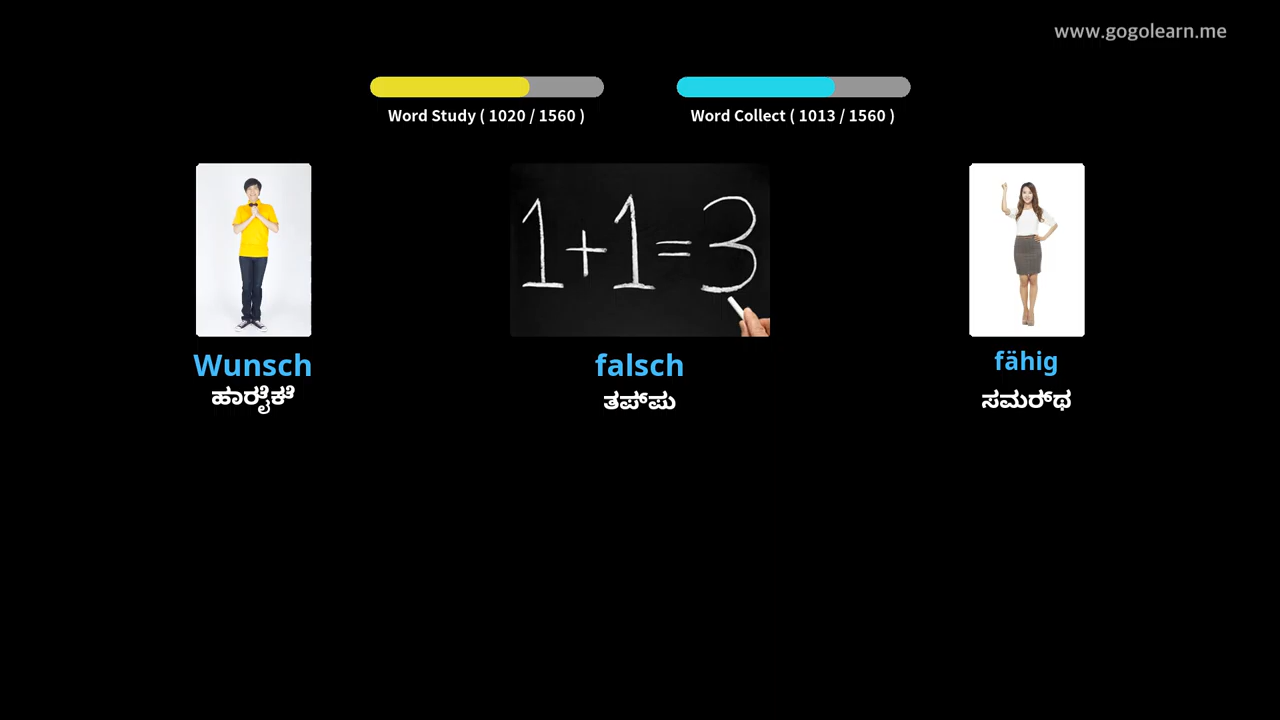 www.gogolearn.me
Word Study ( 1020 / 1560 )
Word Collect ( 1013 / 1560 )
1+1=3
Wunsch
falsch
fähig
ಹಾರೈಕೆ
ತಪ್ಪು
ಸಮರ್ಥ